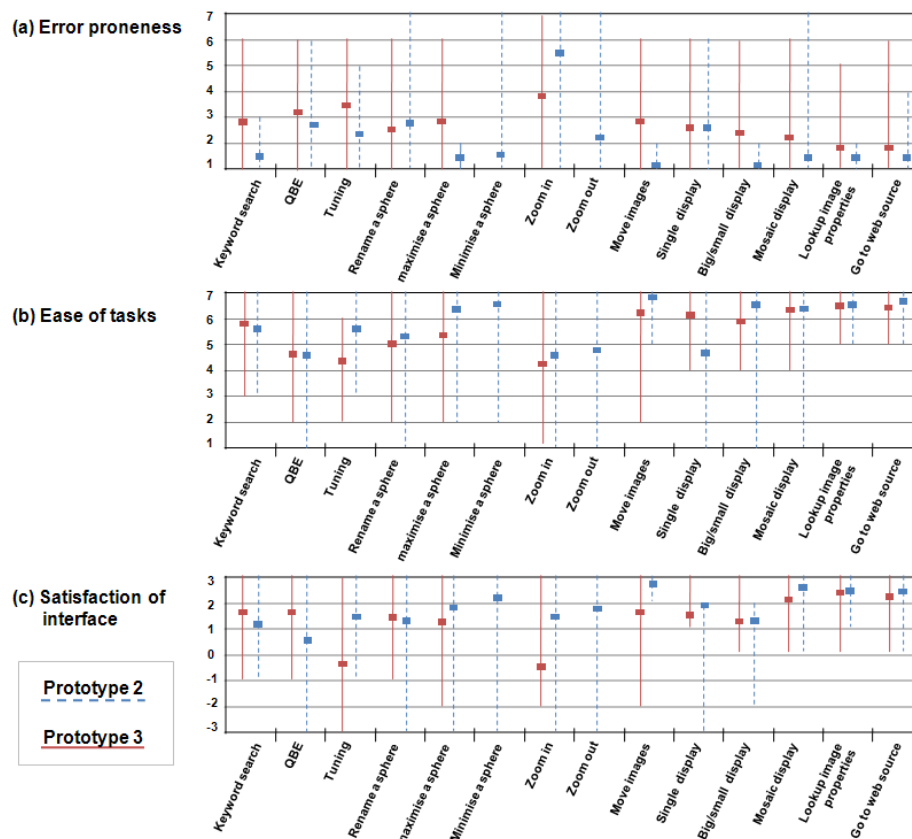 (a) Error proneness
7
6
5
4
3
2
1
Keyword search
QBE
Tuning
Rename a sphere
maximise a sphere
Minimise a sphere
Zoom in
Zoom out
Move images
Single display
Big/small display
Mosaic display
Lookup image
properties
Go to web source
(b) Ease of tasks
7
6
5
4
3
2
1
Keyword search
QBE
Tuning
Rename a sphere
maximise a sphere
Minimise a sphere
Zoom in
Zoom out
Move images
Single display
Big/small display
Mosaic display
Lookup image
properties
Go to web source
(c) Satisfaction of
interface
3
2
1
0
-1
-2
-3
Prototype 2
Prototype 3
Keyword search
QBE
Tuning
Rename a sphere
maximise a sphere
Minimise a sphere
Zoom in
Zoom out
Move images
Single display
Big/small display
Mosaic display
Lookup image
properties
Go to web source